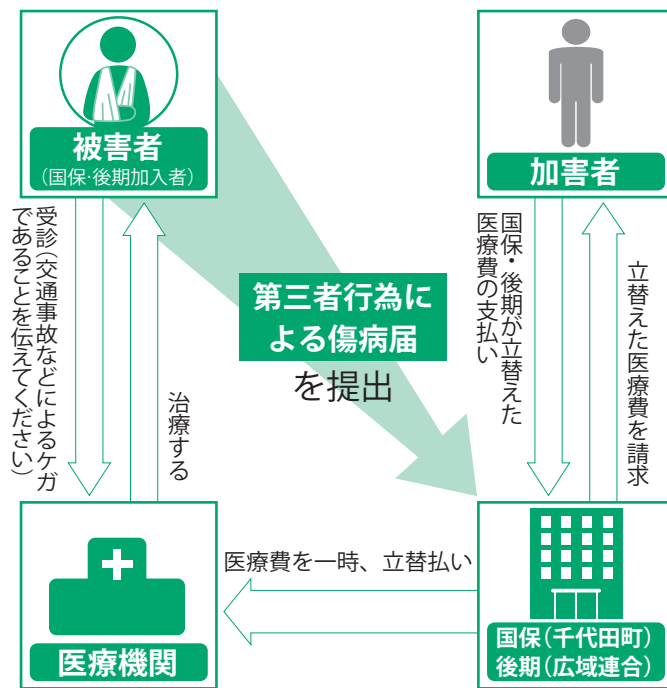 被害者
（国保・後期加入者）
加害者
受診（交通事故などによるケガ
であることを伝えてください）
治療する
第三者行為に
よる傷病届
を提出
国保・後期が立替えた
医療費の支払い
立替えた医療費を請求
医療費を一時、立替払い
医療機関
国保（千代田町）
後期（広域連合）